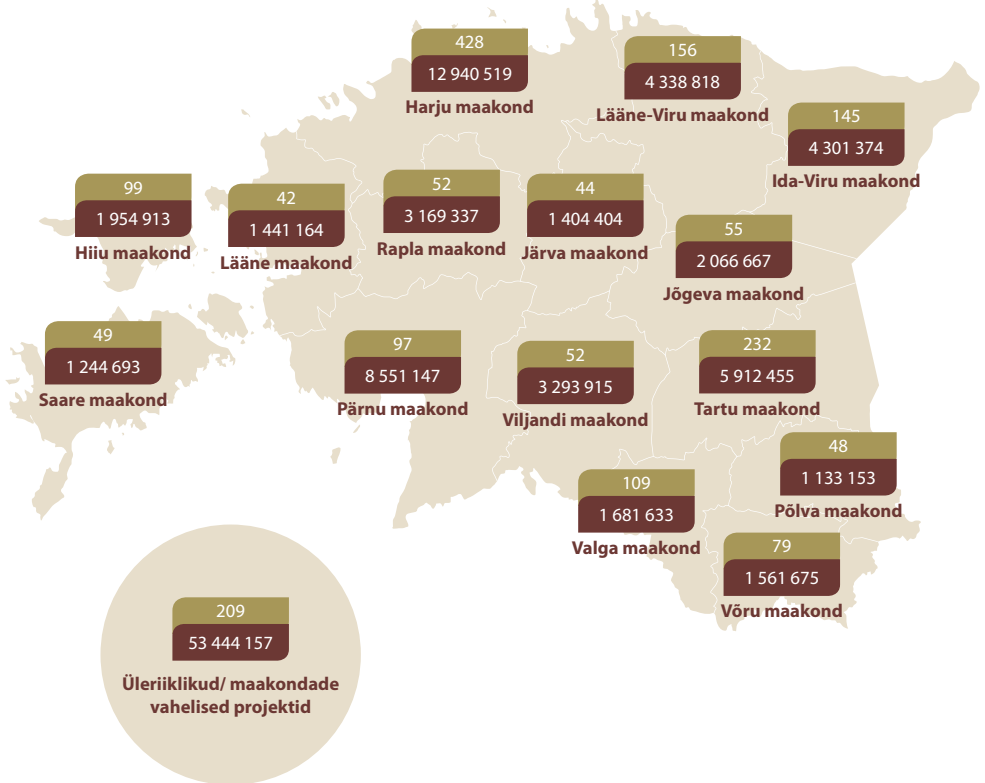 428
12 940 519
Harju maakond
156
4 338 818
Lääne-Viru maakond
145
4 301 374
Ida-Viru maakond
99
1 954 913
Hiiu maakond
42
1 441 164
Lääne maakond
52
3 169 337
Rapla maakond
44
1 404 404
Järva maakond
55
2 066 667
Jõgeva maakond
49
1 244 693
Saare maakond
97
8 551 147
Pärnu maakond
52
3 293 915
Viljandi maakond
232
5 912 455
Tartu maakond
48
1 133 153
Põlva maakond
109
1 681 633
Valga maakond
79
1 561 675
Võru maakond
209
53 444 157
Üleriiklikud/ maakondade
vahelised projektid